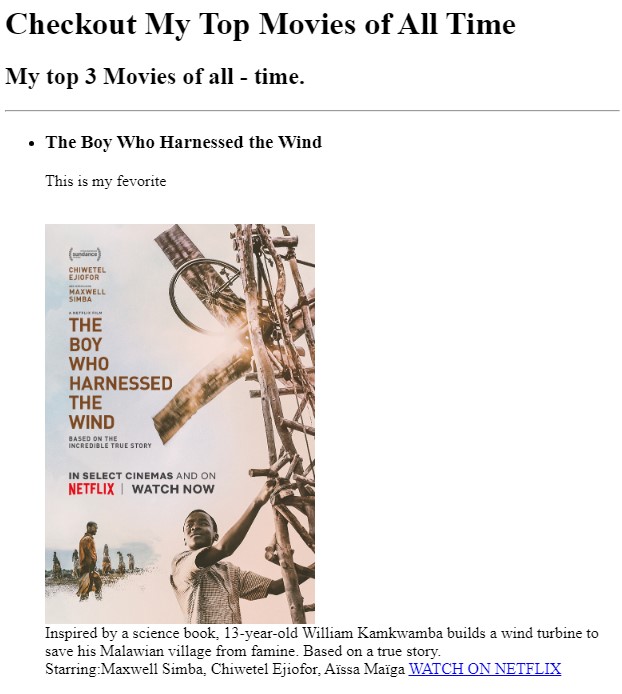 Checkout My Top Movies of All Time
My top 3 Movies of all - time.
The Boy Who Harnessed the Wind
This is my fevorite
sundance
CHIWETEL
EJIOFOR
MAXWELL
SIMBA
A NETFLIX FILM
THE
BOY
WHO
HARNESSED
THE
WIND
BASED ON THE
INCREDIBLE TRUE STORY
IN SELECT CINEMAS AND ON
NETFLIX | WATCH NOW
Inspired by a science book, 13-year-old William Kamkwamba builds a wind turbine to
save his Malawian village from famine. Based on a true story.
Starring:Maxwell Simba, Chiwetel Ejiofor, Aïssa Maïga WATCH ON NETFLIX